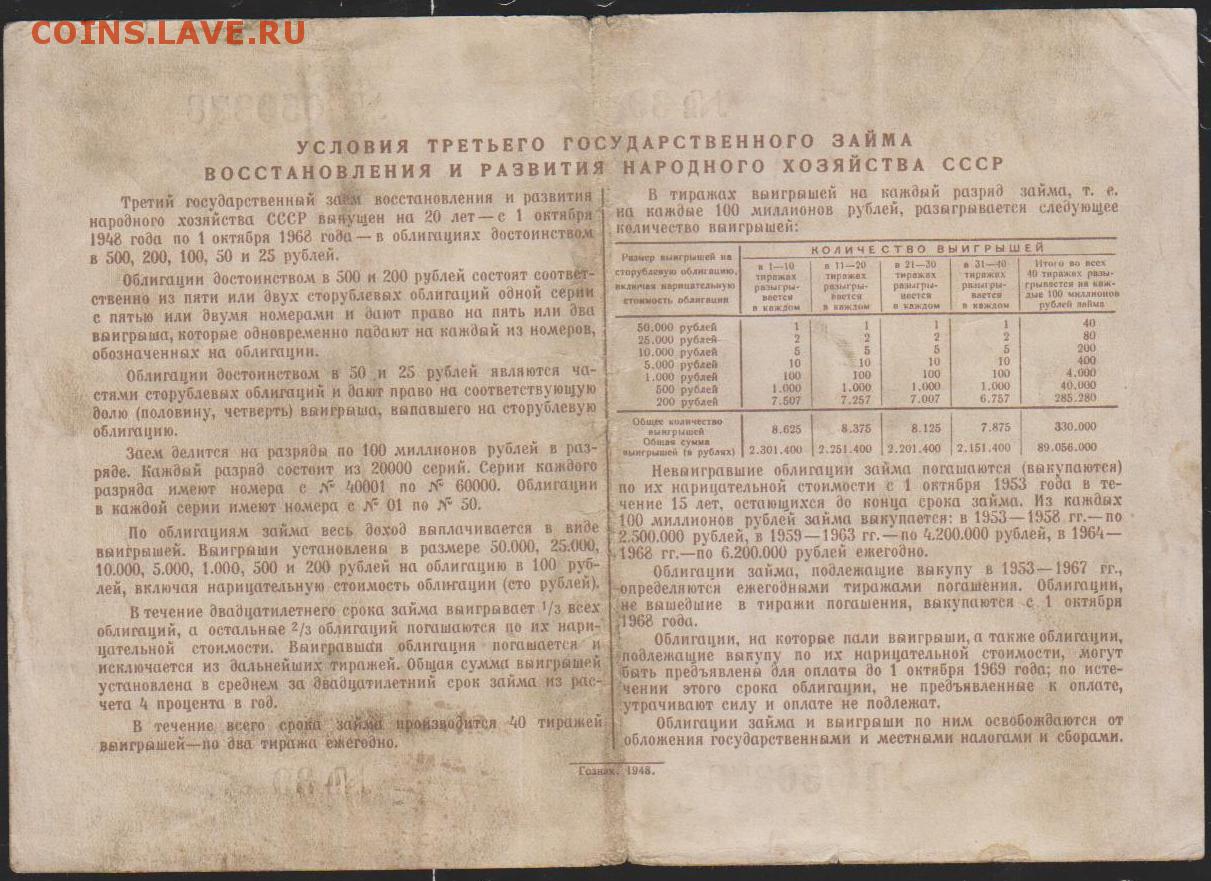 COINS.LAVE.RU
УСЛОВИЯ ТРЕТЬЕГО ГОСУДАРСТВЕННОГО ЗАЙМА
ВОССТАНОВЛЕНИЯ И РАЗВИТИЯ НАРОДНОГО ХОЗЯЙСТВА СССР
Третий государственный заем восстановления и развития
народного хозяйства СССР выпущен на 20 лет — с 1 октября
1948 года по 1 октября 1968 года — в облигациях достоинством
в 500, 200, 100, 50 и 25 рублей.
Облигации достоинством в 500 и 200 рублей состоят соответ-
ственно из пяти или двух сторублевых облигаций одной серии
с пятью или двумя номерами и дают право на пять или два
выигрыша, которые одновременно падают на каждый из номеров,
обозначенных на облигации.
Облигации достоинством в 50 и 25 рублей являются ча-
стями сторублевых облигаций и дают право на соответствующую
долю (половину, четверть) выигрыша, выпавшего на сторублевую
облигацию.
Заем делится на разряды по 100 миллионов рублей в раз-
ряде. Каждый разряд состоит из 20000 серий. Серии каждого
разряда имеют номера с № 40001 по № 60000. Облигации
в каждой серии имеют номера с № 01 по № 50.
По облигациям займа весь доход выплачивается в виде
выигрышей. Выигрыши установлены в размере 50.000, 25.000,
10.000, 5.000, 1.000, 500 и 200 рублей на облигацию в 100 руб-
лей, включая нарицательную стоимость облигации (сто рублей).
В течение двадцатилетнего срока займа выигрывает 1/3 всех
облигаций, а остальные 2/3 облигаций погашаются по их нари-
цательной стоимости. Выигравшая облигация погашается и
исключается из дальнейших тиражей. Общая сумма выигрышей
установлена в среднем за двадцатилетний срок займа из рас-
чета 4 процента в год.
В течение всего срока займа производится 40 тиражей
выигрышей—по два тиража ежегодно.
В тиражах выигрышей на каждый разряд займа, т. е.
на каждые 100 миллионов рублей, разыгрывается следующее
количество выигрышей:
Размер выигрышей на
сторублевую облигацию,
включая нарицательную
стоимость облигации
КОЛИЧЕСТВО ВЫИГРЫШЕЙ
в 1—10
тиражах
разыгры-
вается
в каждом
в 11—20
тиражах
разыгры-
вается
в каждом
в 21—30
тиражах
разыгры-
вается
в каждом
в 31—40
тиражах
разыгры-
вается
в каждом
Итого во всех
40 тиражах разы-
грывается на каж-
дые 100 миллионов
рублей займа
50.000 рублей 1 1 1 1 40
25.000 рублей 2 2 2 2 80
10.000 рублей 5 5 5 5 200
5.000 рублей 10 10 10 10 400
1.000 рублей 100 100 100 100 4.000
500 рублей 1.000 1.000 1.000 1.000 40.000
200 рублей 7.507 7.257 7.007 6.757 285.280
Общее количество
выигрышей 8.625 8.375 8.125 7.875 330.000
Общая сумма
выигрышей (в рублях) 2.301.400 2.251.400 2.201.400 2.151.400 89.056.000
Невыигравшие облигации займа погашаются (выкупаются)
по их нарицательной стоимости с 1 октября 1953 года в те-
чение 15 лет, остающихся до конца срока займа. Из каждых
100 миллионов рублей займа выкупается: в 1953—1958 гг.—по
2.500.000 рублей, в 1959—1963 гг.—по 4.200.000 рублей, в 1964—
1968 гг.—по 6.200.000 рублей ежегодно.
Облигации займа, подлежащие выкупу в 1953—1967 гг.,
определяются ежегодными тиражами погашения. Облигации,
не вышедшие в тиражи погашения, выкупаются с 1 октября
1968 года.
Облигации, на которые пали выигрыши, а также облигации,
подлежащие выкупу по их нарицательной стоимости, могут
быть предъявлены для оплаты до 1 октября 1969 года; по исте-
чении этого срока облигации, не предъявленные к оплате,
утрачивают силу и оплате не подлежат.
Облигации займа и выигрыши по ним освобождаются от
обложения государственными и местными налогами и сборами.
Гознак. 1948.